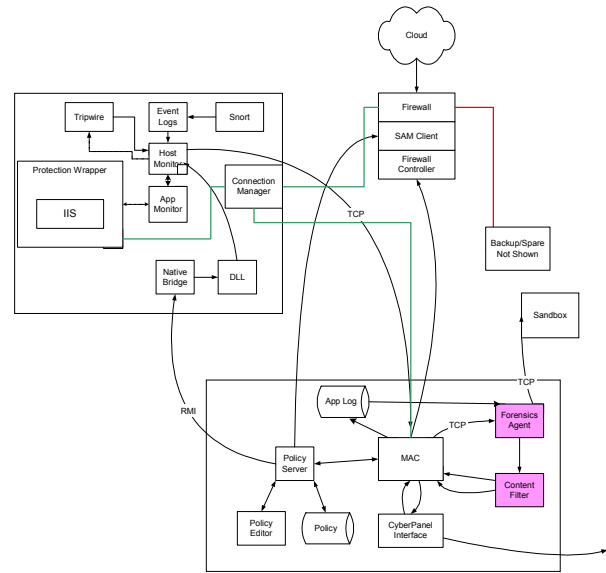 Cloud
Firewall
SAM Client
Firewall
Controller
Tripwire
Event
Logs
Snort
Host
Monitor
Protection Wrapper
IIS
App
Monitor
Connection
Manager
TCP
Native
Bridge
DLL
Backup/Spare
Not Shown
Sandbox
TCP
RMI
App Log
TCP
Forensics
Agent
Policy
Server
MAC
Content
Filter
Policy
Editor
Policy
CyberPanel
Interface